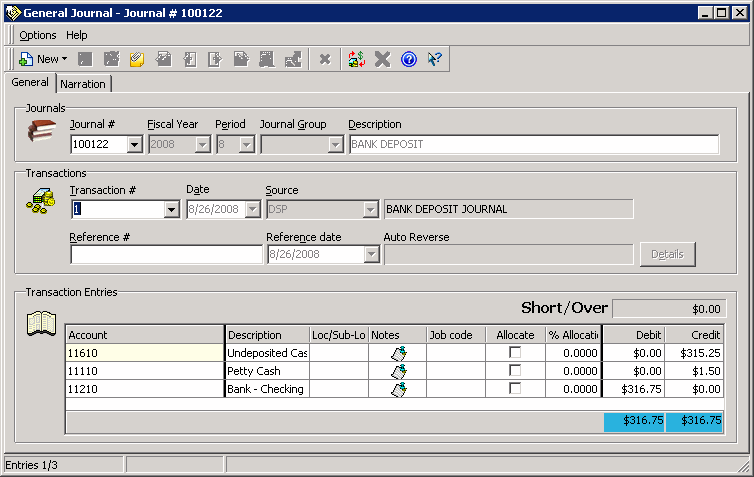 General Journal - Journal # 100122
Options Help
New
General Narration
Journals
Journal # Fiscal Year Period Journal Group Description
100122 2008 8 BANK DEPOSIT
Transactions
Transaction # Date Source
1 8/26/2008 DSP BANK DEPOSIT JOURNAL
Reference # Reference date Auto Reverse
8/26/2008 Details
Transaction Entries
Short/Over $0.00
Account Description Loc/Sub-Lo Notes Job code Allocate % Allocatio Debit Credit
11610 Undeposited Cas 0.0000 $0.00 $315.25
11110 Petty Cash 0.0000 $0.00 $1.50
11210 Bank - Checking 0.0000 $316.75 $0.00
$316.75 $316.75
Entries 1/3